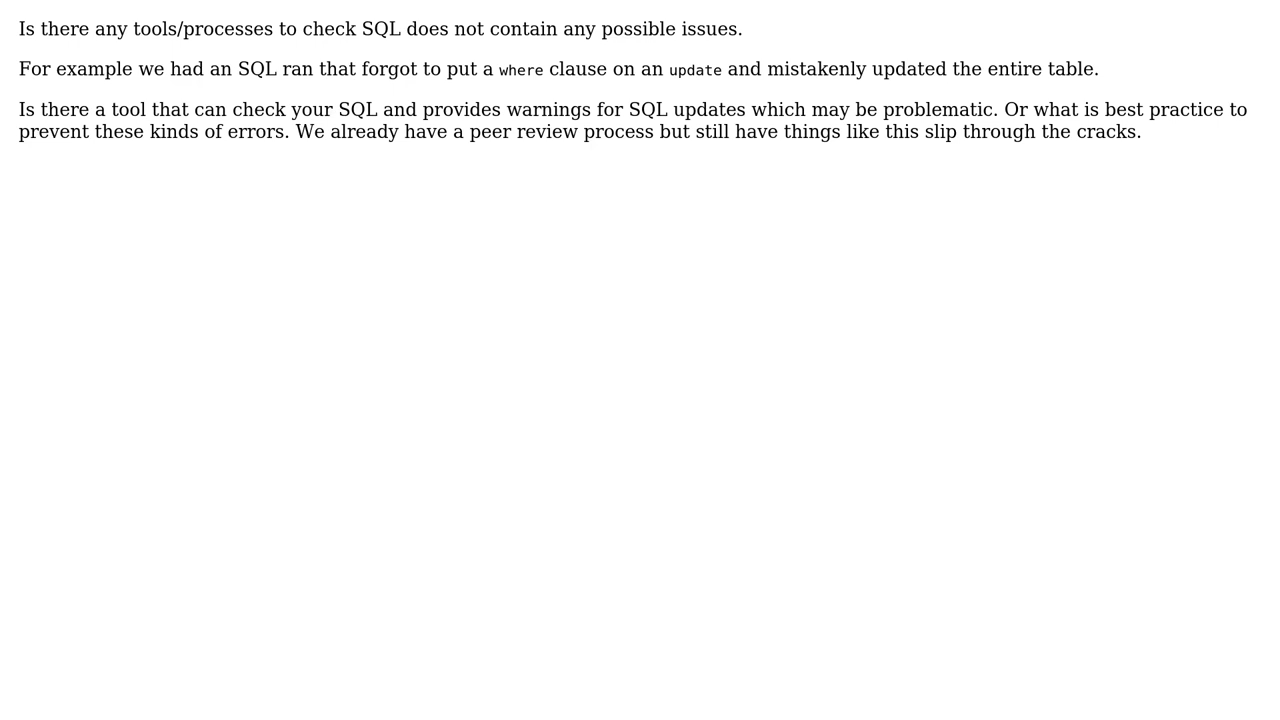 Is there any tools/processes to check SQL does not contain any possible issues.
For example we had an SQL ran that forgot to put a where clause on an update and mistakenly updated the entire table.
Is there a tool that can check your SQL and provides warnings for SQL updates which may be problematic. Or what is best practice to
prevent these kinds of errors. We already have a peer review process but still have things like this slip through the cracks.